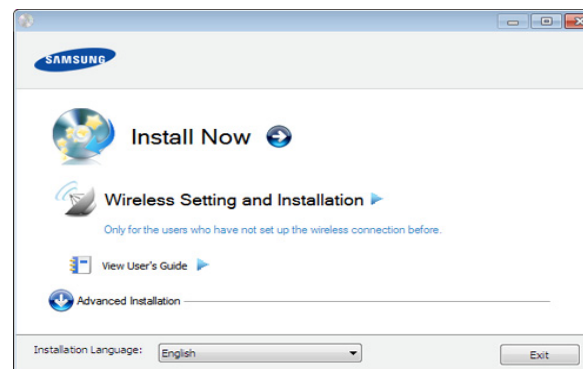 SAMSUNG
Install Now
Wireless Setting and Installation
Only for the users who have not set up the wireless connection before.
View User's Guide
Advanced Installation
Installation Language: English Exit